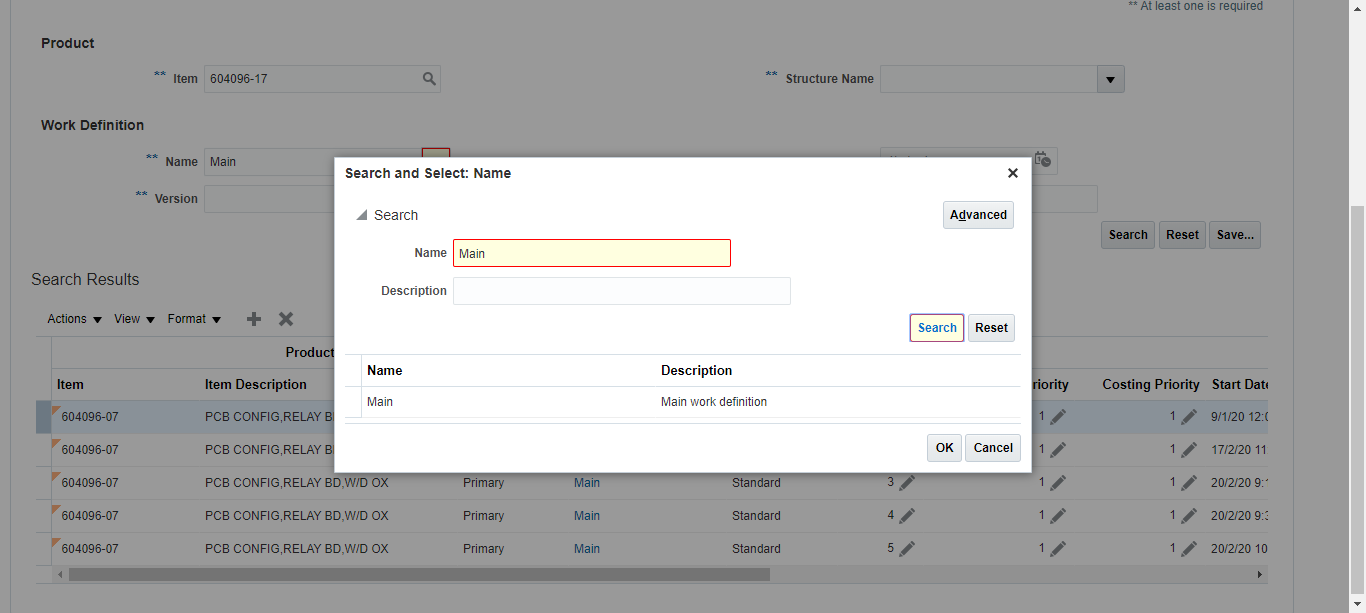 ** At least one is required
Product
** Item 604096-17
** Structure Name
Work Definition
** Name Main
** Version
Search Reset Save...
Search and Select: Name
Search
Advanced
Name Main
Description
Search Reset
Name Description
Main Main work definition
OK Cancel
Search Results
Actions View Format
Product
Item Item Description Costing Priority Start Date
604096-07 PCB CONFIG,RELAY B 1 1 9/1/20 12:0
604096-07 PCB CONFIG,RELAY B 1 1 17/2/20 11
604096-07 PCB CONFIG,RELAY BD,W/D OX Primary Main Standard 3 1 1 20/2/20 9:1
604096-07 PCB CONFIG,RELAY BD,W/D OX Primary Main Standard 4 1 1 20/2/20 9:3
604096-07 PCB CONFIG,RELAY BD,W/D OX Primary Main Standard 5 1 1 20/2/20 10